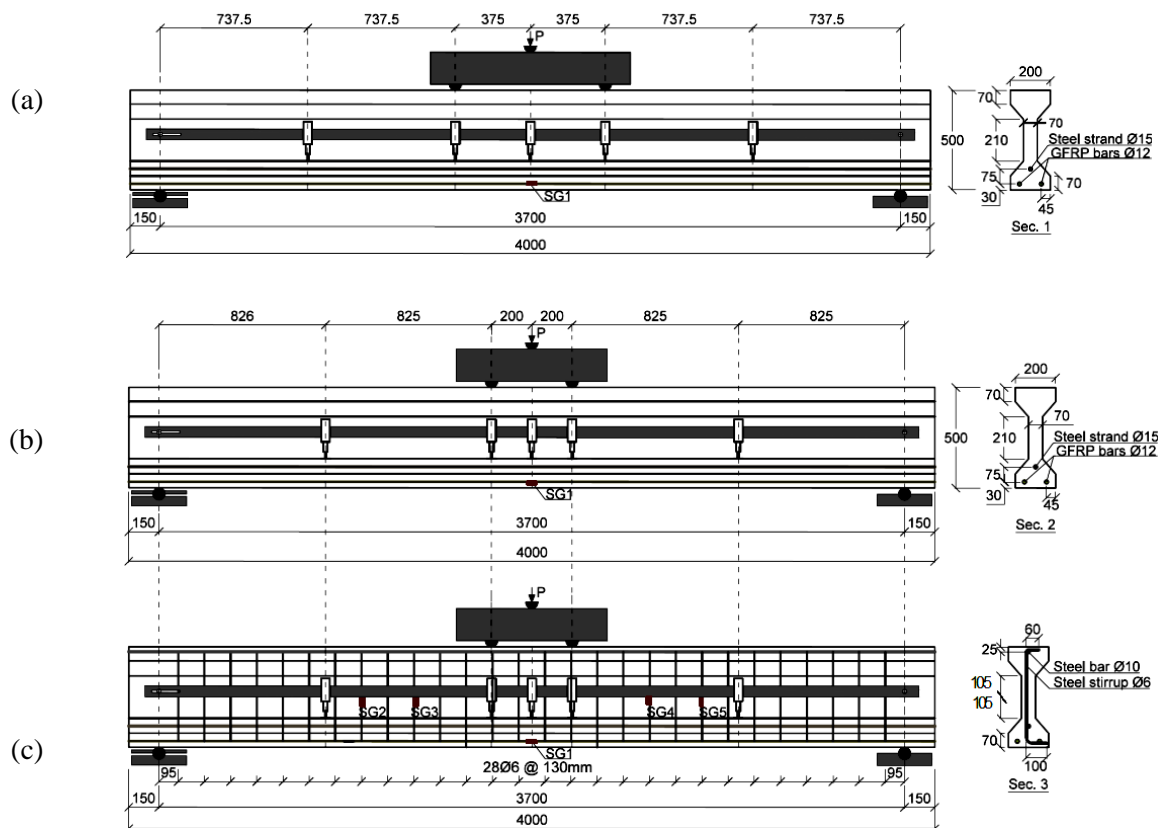 737.5 737.5 375 375 737.5 737.5
P
(a)
200
70
500
70
210
Steel strand Ø15
GFRP bars Ø12
75
70
30
SG1
45
150 3700 150
Sec. 1
4000
826 825 200 200 825 825
P
200
70
(b)
500
70
210
Steel strand Ø15
GFRP bars Ø12
75
30
SG1
45
150 3700 150
Sec. 2
4000
P
60
25
Steel bar Ø10
105
Steel stirrup Ø6
105
SG2 SG3 SG4 SG5
(c)
70
SG1
95 28Ø6 @ 130mm 95
100
150 3700 150
Sec. 3
4000